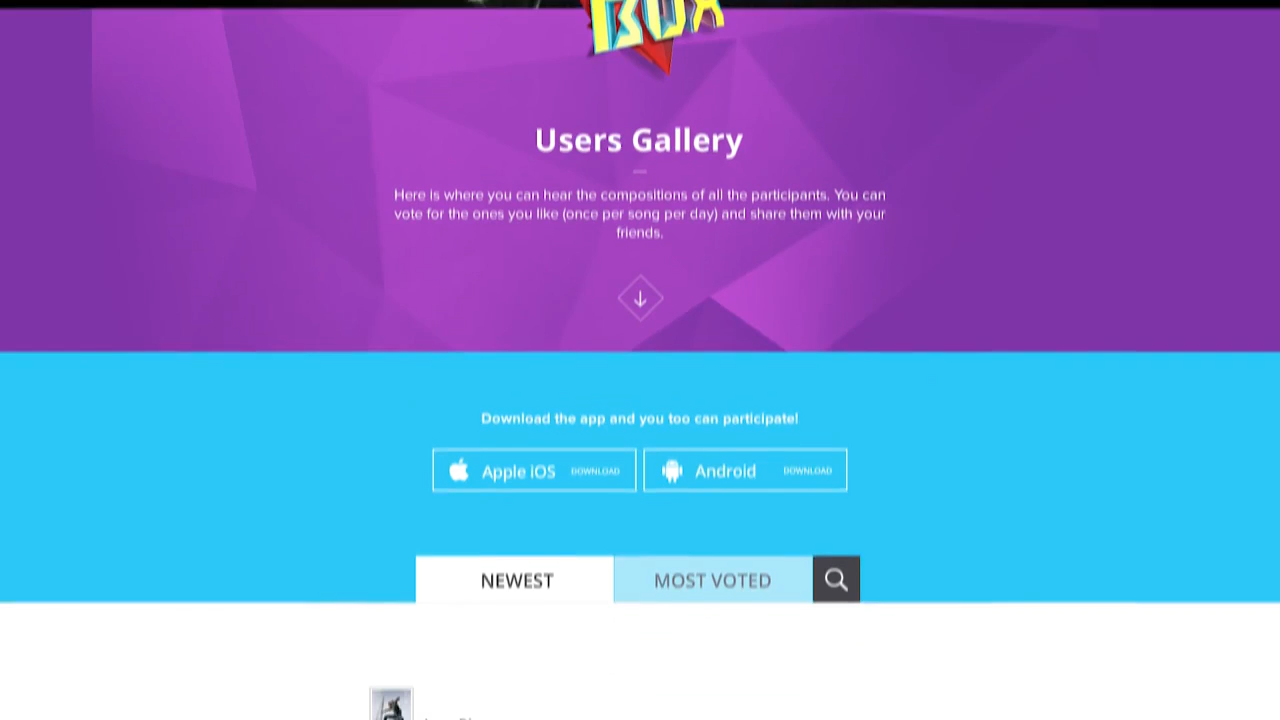 BOX
Users Gallery
Here is where you can hear the compositions of all the participants. You can
vote for the ones you like (once per song per day) and share them with your
friends.
Download the app and you too can participate!
Apple iOS DOWNLOAD
Android DOWNLOAD
NEWEST
MOST VOTED